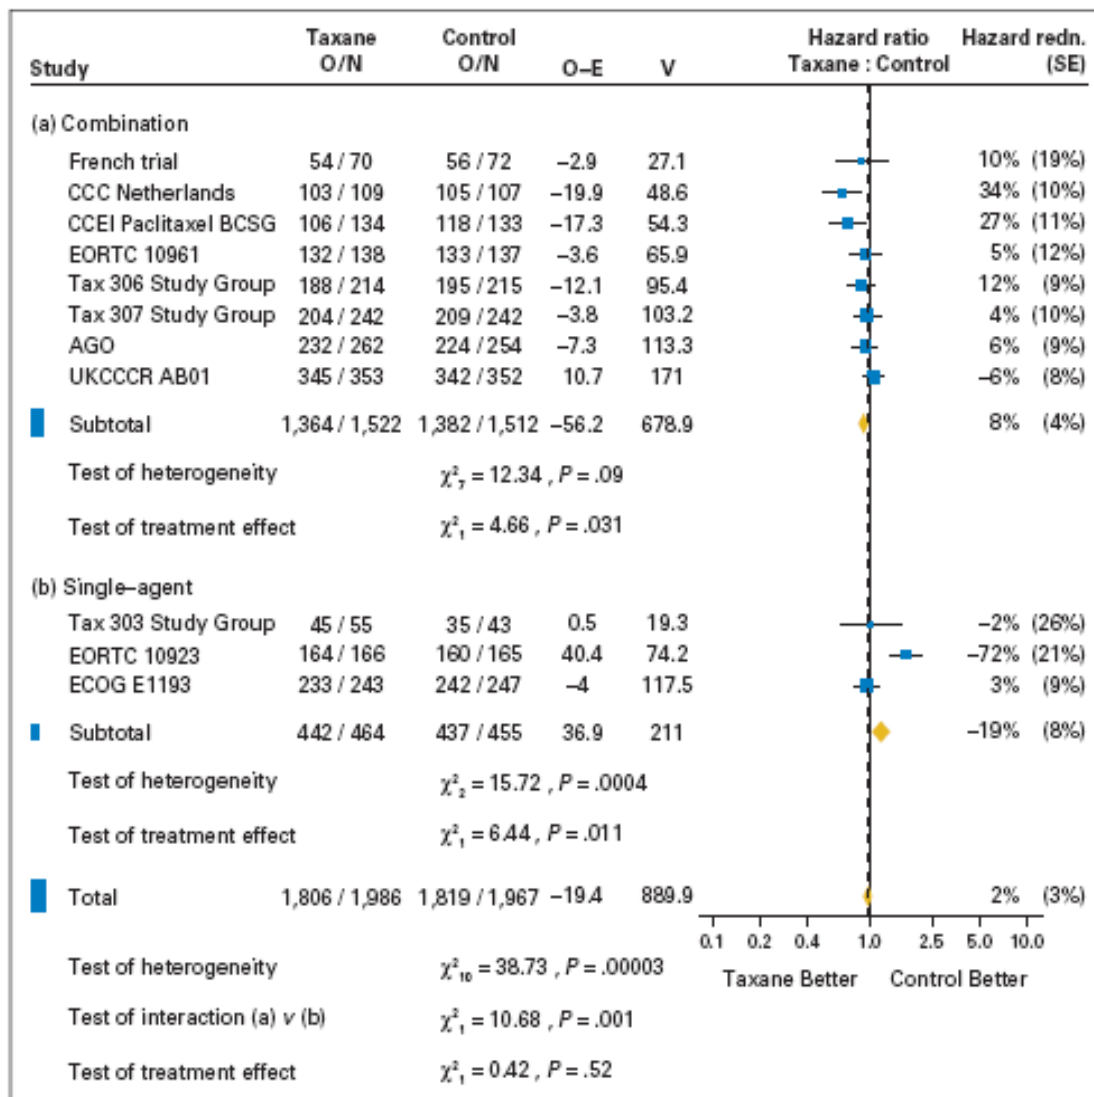 Taxane Control Hazard ratio Hazard redn.
Study O/N O/N O–E V Taxane : Control (SE)
(a) Combination
French trial 54 / 70 56 / 72 –2.9 27.1 10% (19%)
CCC Netherlands 103 / 109 105 / 107 –19.9 48.6 34% (10%)
CCEI Paclitaxel BCSG 106 / 134 118 / 133 –17.3 54.3 27% (11%)
EORTC 10961 132 / 138 133 / 137 –3.6 65.9 5% (12%)
Tax 306 Study Group 188 / 214 195 / 215 –12.1 95.4 12% (9%)
Tax 307 Study Group 204 / 242 209 / 242 –3.8 103.2 4% (10%)
AGO 232 / 262 224 / 254 –7.3 113.3 6% (9%)
UKCCCR AB01 345 / 353 342 / 352 10.7 171 –6% (8%)
Subtotal 1,364 / 1,522 1,382 / 1,512 –56.2 678.9 8% (4%)
Test of heterogeneity χ²₇ = 12.34 , P = .09
Test of treatment effect χ²₁ = 4.66 , P = .031
(b) Single–agent
Tax 303 Study Group 45 / 55 35 / 43 0.5 19.3 –2% (26%)
EORTC 10923 164 / 166 160 / 165 40.4 74.2 –72% (21%)
ECOG E1193 233 / 243 242 / 247 –4 117.5 3% (9%)
Subtotal 442 / 464 437 / 455 36.9 211 –19% (8%)
Test of heterogeneity χ²₂ = 15.72 , P = .0004
Test of treatment effect χ²₁ = 6.44 , P = .011
Total 1,806 / 1,986 1,819 / 1,967 –19.4 889.9 2% (3%)
0.1 0.2 0.4 1.0 2.5 5.0 10.0
Test of heterogeneity χ²₁₀ = 38.73 , P = .00003
Taxane Better Control Better
Test of interaction (a) v (b) χ²₁ = 10.68 , P = .001
Test of treatment effect χ²₁ = 0.42 , P = .52